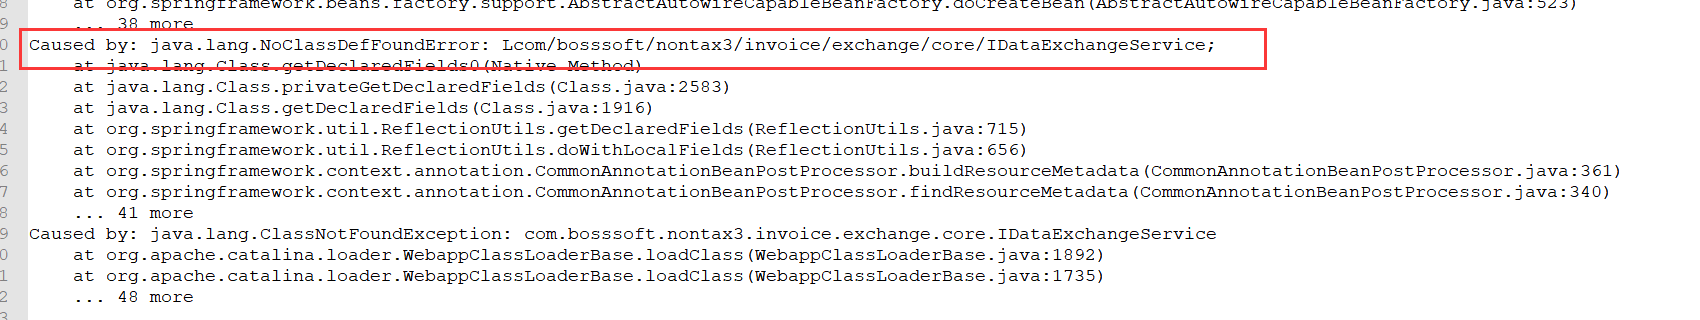 8 at org.springframework.beans.factory.support.AbstractAutowireCapableBeanFactory.doCreateBean(AbstractAutowireCapableBeanFactory.java:523)
9 ... 38 more
0 Caused by: java.lang.NoClassDefFoundError: Lcom/bosssoft/nontax3/invoice/exchange/core/IDataExchangeService;
1 at java.lang.Class.getDeclaredFields0(Native Method)
2 at java.lang.Class.privateGetDeclaredFields(Class.java:2583)
3 at java.lang.Class.getDeclaredFields(Class.java:1916)
4 at org.springframework.util.ReflectionUtils.getDeclaredFields(ReflectionUtils.java:715)
5 at org.springframework.util.ReflectionUtils.doWithLocalFields(ReflectionUtils.java:656)
6 at org.springframework.context.annotation.CommonAnnotationBeanPostProcessor.buildResourceMetadata(CommonAnnotationBeanPostProcessor.java:361)
7 at org.springframework.context.annotation.CommonAnnotationBeanPostProcessor.findResourceMetadata(CommonAnnotationBeanPostProcessor.java:340)
8 ... 41 more
9 Caused by: java.lang.ClassNotFoundException: com.bosssoft.nontax3.invoice.exchange.core.IDataExchangeService
0 at org.apache.catalina.loader.WebappClassLoaderBase.loadClass(WebappClassLoaderBase.java:1892)
1 at org.apache.catalina.loader.WebappClassLoaderBase.loadClass(WebappClassLoaderBase.java:1735)
2 ... 48 more
3